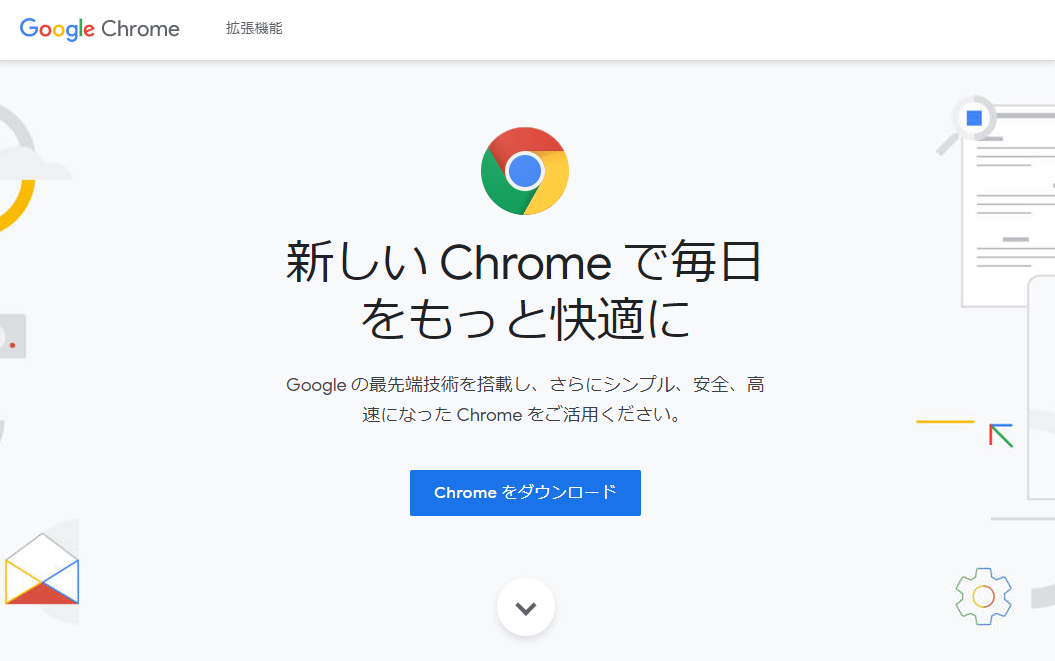 Google Chrome 拡張機能
新しい Chrome で毎日
をもっと快適に
Google の最先端技術を搭載し、さらにシンプル、安全、高
速になった Chrome をご活用ください。
Chrome をダウンロード